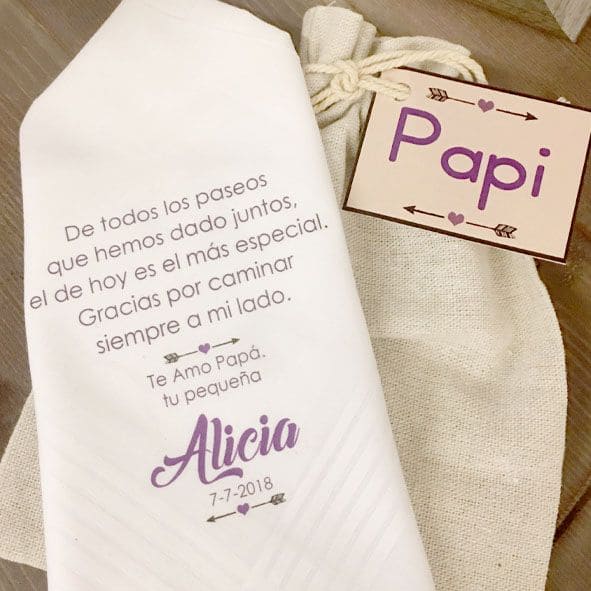 Papi
De todos los paseos
que hemos dado juntos,
el de hoy es el más especial.
Gracias por caminar
siempre a mi lado.
Te Amo Papá.
tu pequeña
Alicia
7-7-2018